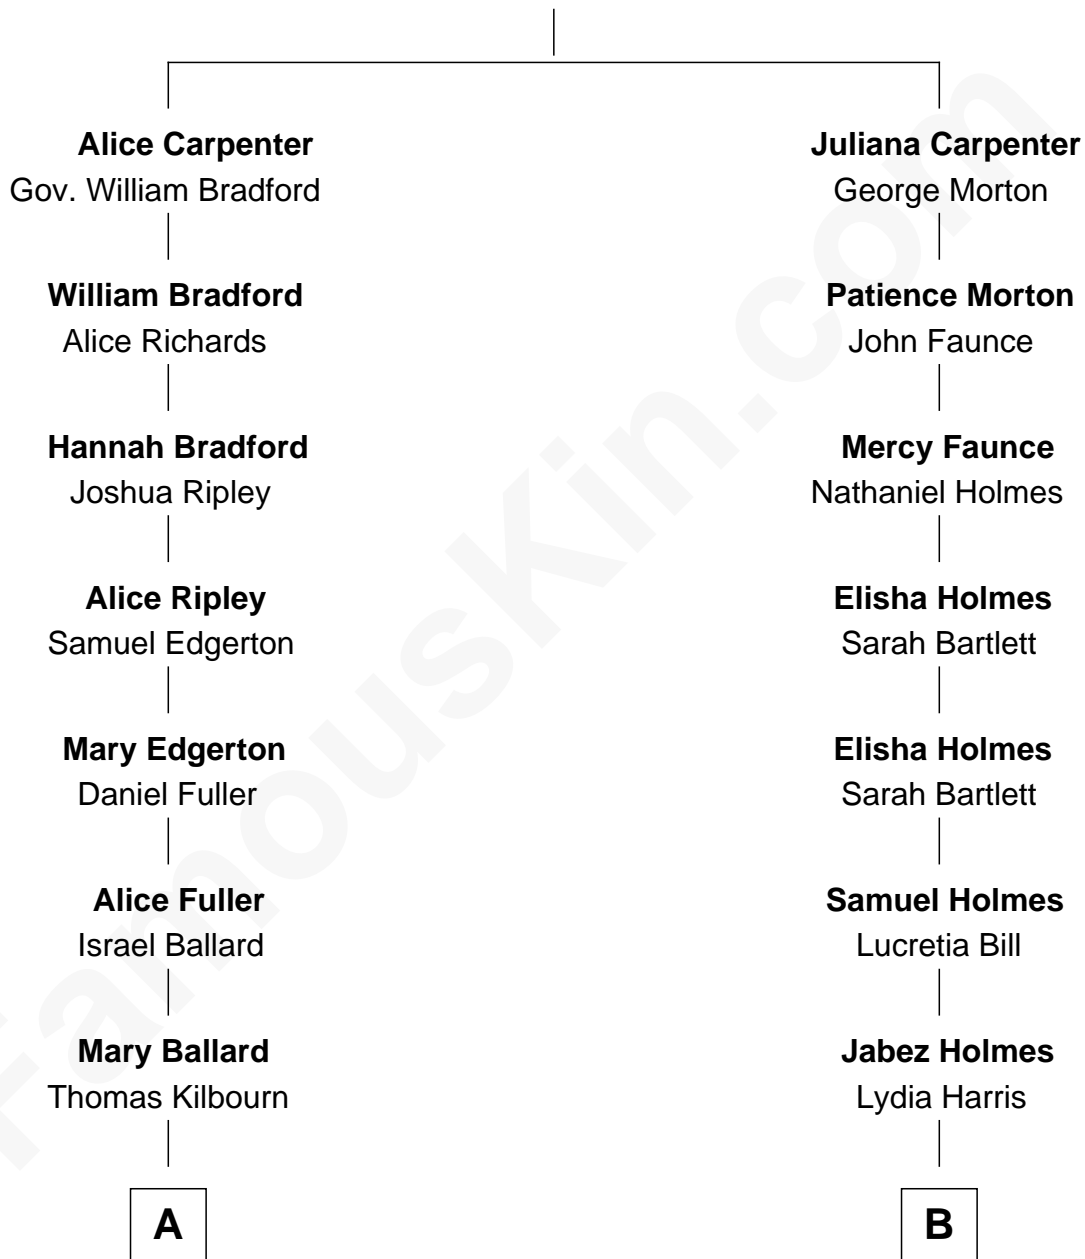 Alice Carpenter
Gov. William Bradford
William Bradford
Alice Richards
Hannah Bradford
Joshua Ripley
Alice Ripley
Samuel Edgerton
Mary Edgerton
Daniel Fuller
Alice Fuller
Israel Ballard
Mary Ballard
Thomas Kilbourn
A
Juliana Carpenter
George Morton
Patience Morton
John Faunce
Mercy Faunce
Nathaniel Holmes
Elisha Holmes
Sarah Bartlett
Elisha Holmes
Sarah Bartlett
Samuel Holmes
Lucretia Bill
Jabez Holmes
Lydia Harris
B
FamousKin.com